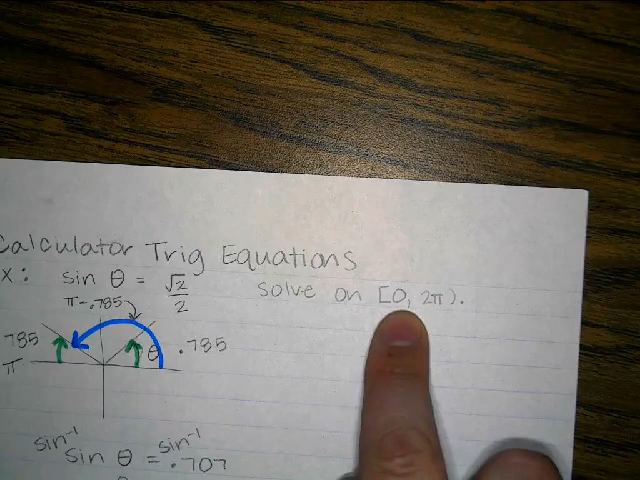 Calculator Trig Equations
x: sin θ = √2/2 solve on [0, 2π).
π-.785
785 θ .785
π
sin⁻¹ sin⁻¹
sin θ = .707